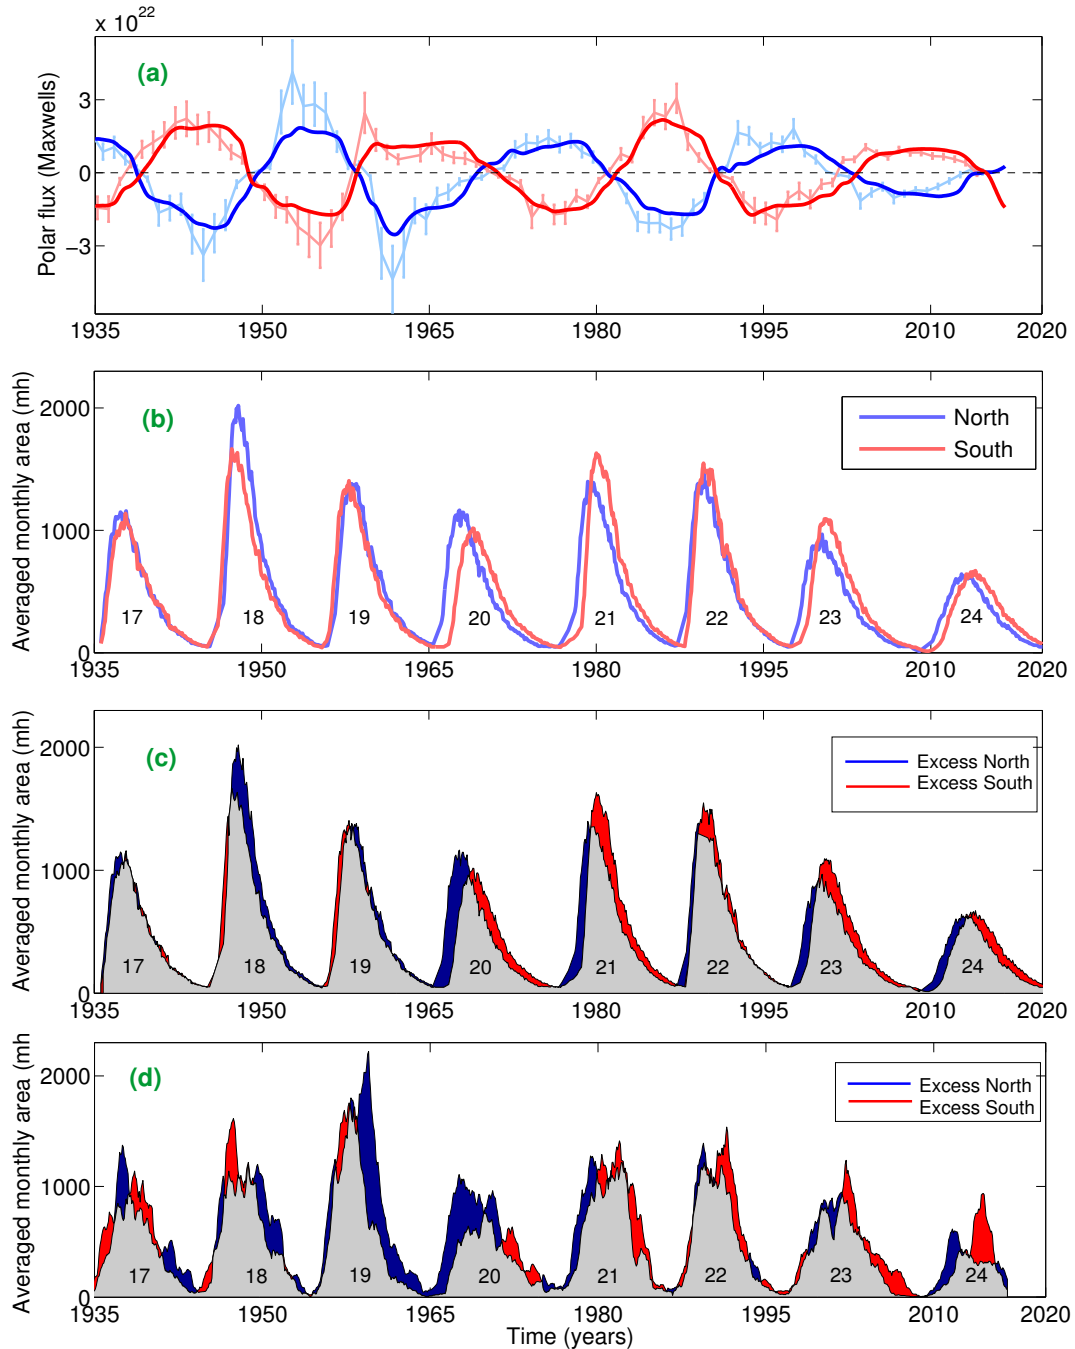 x 10^22
(a)
Polar flux (Maxwells)
3
0
−3
1935 1950 1965 1980 1995 2010 2020
(b)
Averaged monthly area (mh)
2000
1000
0
North
South
17 18 19 20 21 22 23 24
1935 1950 1965 1980 1995 2010 2020
(c)
Averaged monthly area (mh)
2000
1000
0
Excess North
Excess South
17 18 19 20 21 22 23 24
1935 1950 1965 1980 1995 2010 2020
(d)
Averaged monthly area (mh
2000
1000
0
Excess North
Excess South
17 18 19 20 21 22 23 24
1935 1950 1965 1980 1995 2010 2020
Time (years)